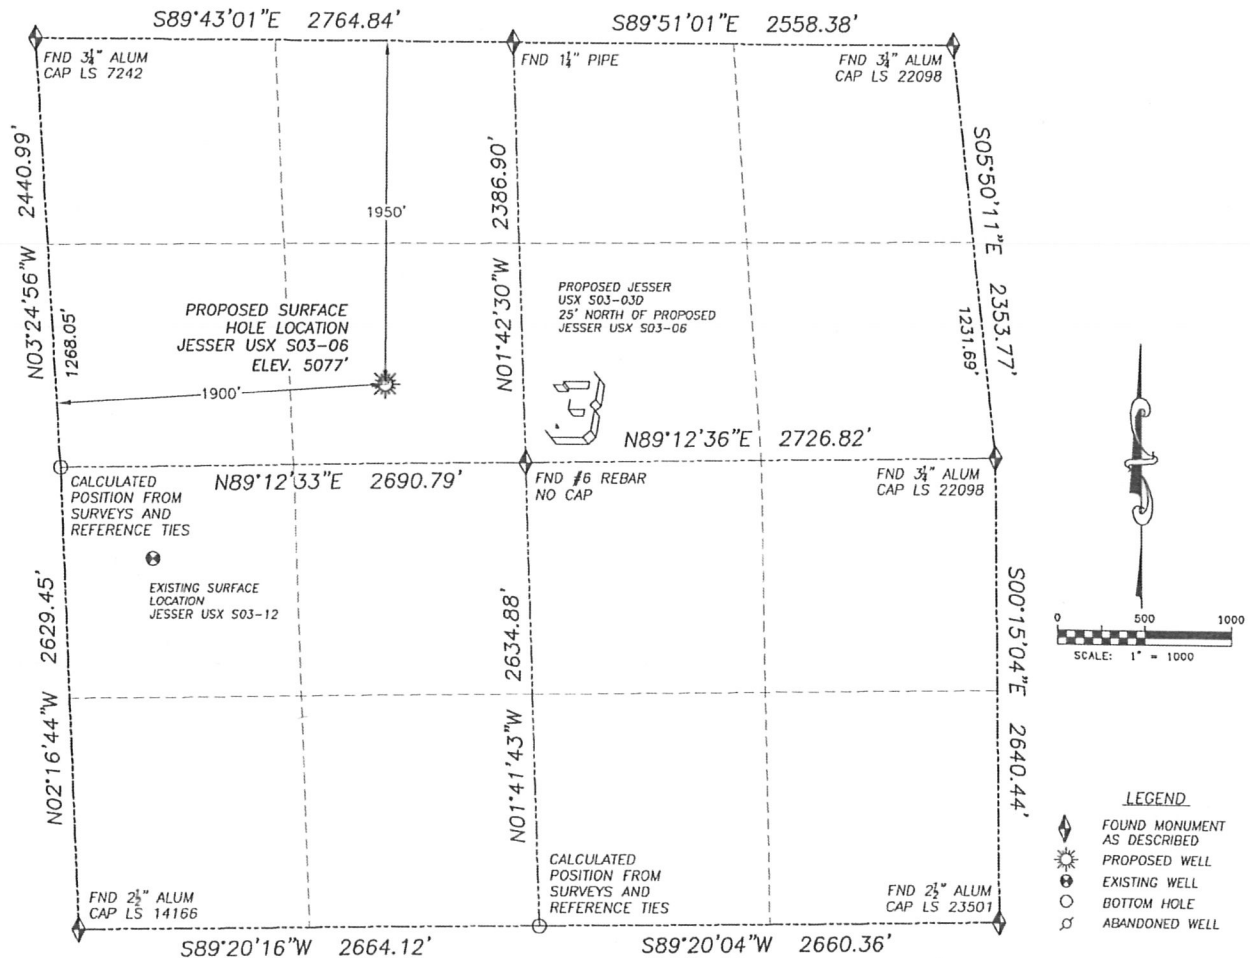 S89°43'01"E 2764.84'
S89°51'01"E 2558.38'
FND 3¼" ALUM
CAP LS 7242
FND 1¼" PIPE
FND 3¼" ALUM
CAP LS 22098
N03°24'56"W 2440.99'
1268.05'
1950'
N01°42'30"W 2386.90'
S05°50'11"E 2353.77'
1231.69'
PROPOSED SURFACE
HOLE LOCATION
JESSER USX S03-06
ELEV. 5077'
1900'
PROPOSED JESSER
USX S03-03D
25' NORTH OF PROPOSED
JESSER USX S03-06
N89°12'36"E 2726.82'
N89°12'33"E 2690.79'
CALCULATED
POSITION FROM
SURVEYS AND
REFERENCE TIES
FND #6 REBAR
NO CAP
FND 3¼" ALUM
CAP LS 22098
EXISTING SURFACE
LOCATION
JESSER USX S03-12
N02°16'44"W 2629.45'
N01°41'43"W 2634.88'
S00°15'04"E 2640.44'
0 500 1000
SCALE: 1" = 1000
FND 2½" ALUM
CAP LS 14166
CALCULATED
POSITION FROM
SURVEYS AND
REFERENCE TIES
FND 2½" ALUM
CAP LS 23501
S89°20'16"W 2664.12'
S89°20'04"W 2660.36'
LEGEND
FOUND MONUMENT
AS DESCRIBED
PROPOSED WELL
EXISTING WELL
BOTTOM HOLE
ABANDONED WELL